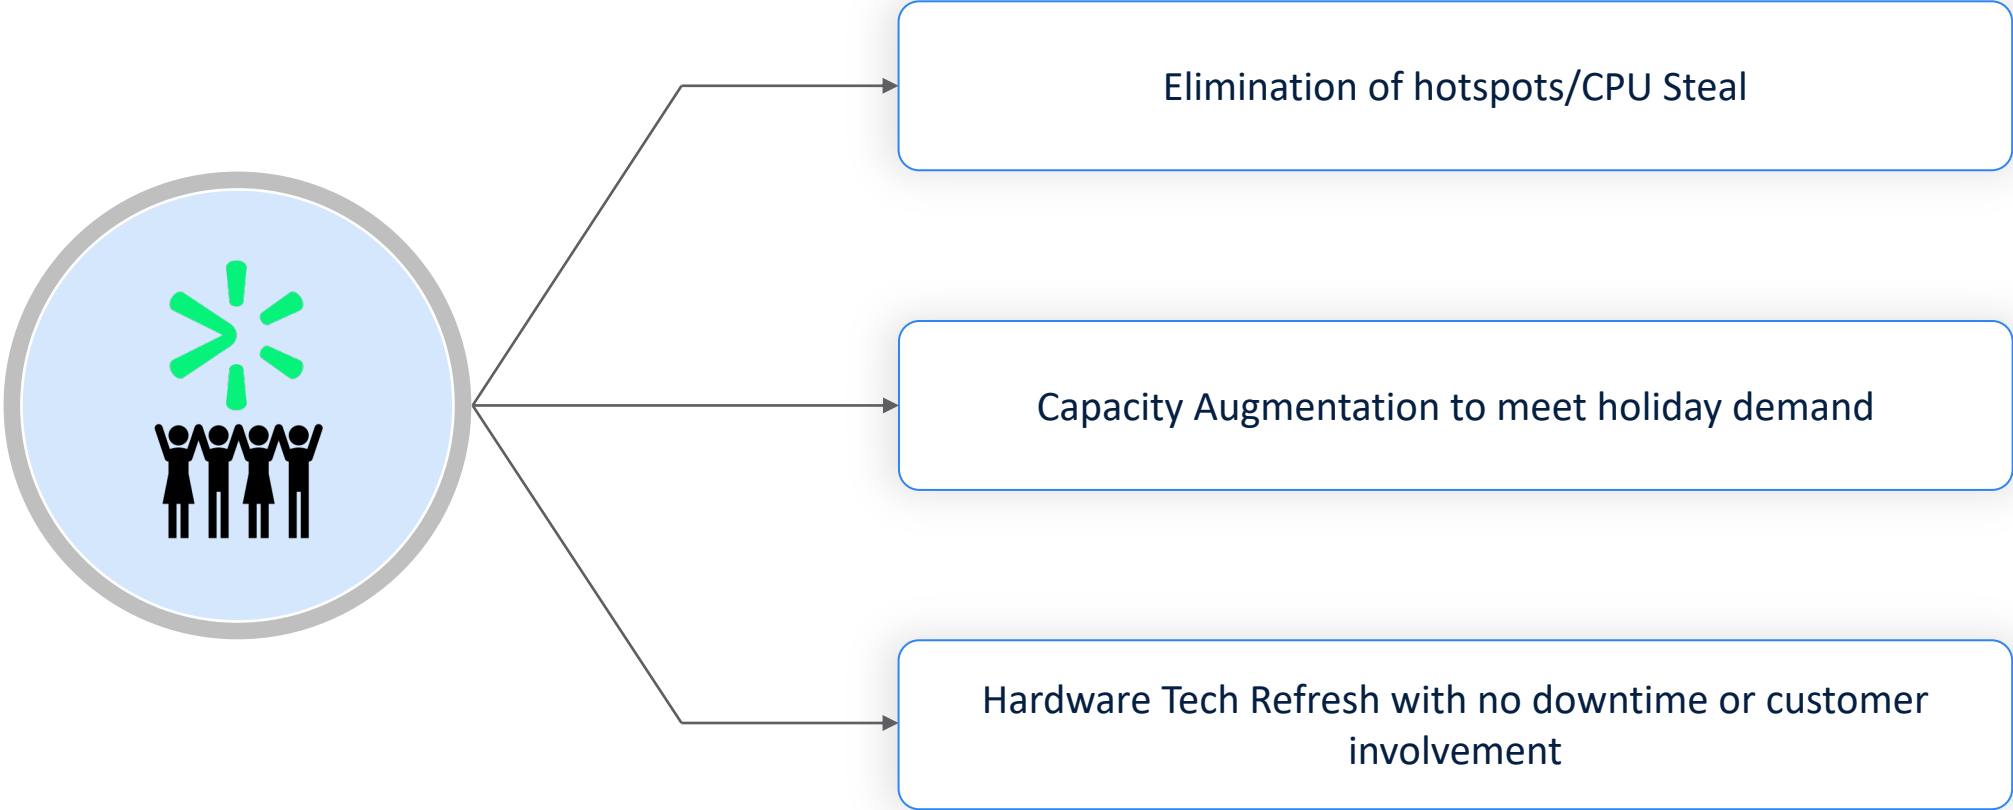 Elimination of hotspots/CPU Steal
Capacity Augmentation to meet holiday demand
Hardware Tech Refresh with no downtime or customer
involvement